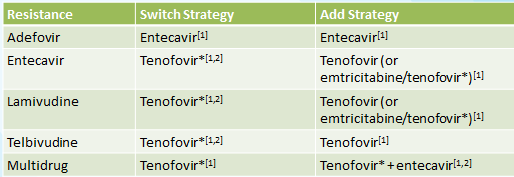 Resistance Switch Strategy Add Strategy
Adefovir Entecavir[1] Entecavir[1]
Entecavir Tenofovir*[1,2] Tenofovir (or
emtricitabine/tenofovir*)[1]
Lamivudine Tenofovir*[1,2] Tenofovir (or
emtricitabine/tenofovir*)[1]
Telbivudine Tenofovir*[1,2] Tenofovir[1]
Multidrug Tenofovir*[1] Tenofovir* + entecavir[1,2]